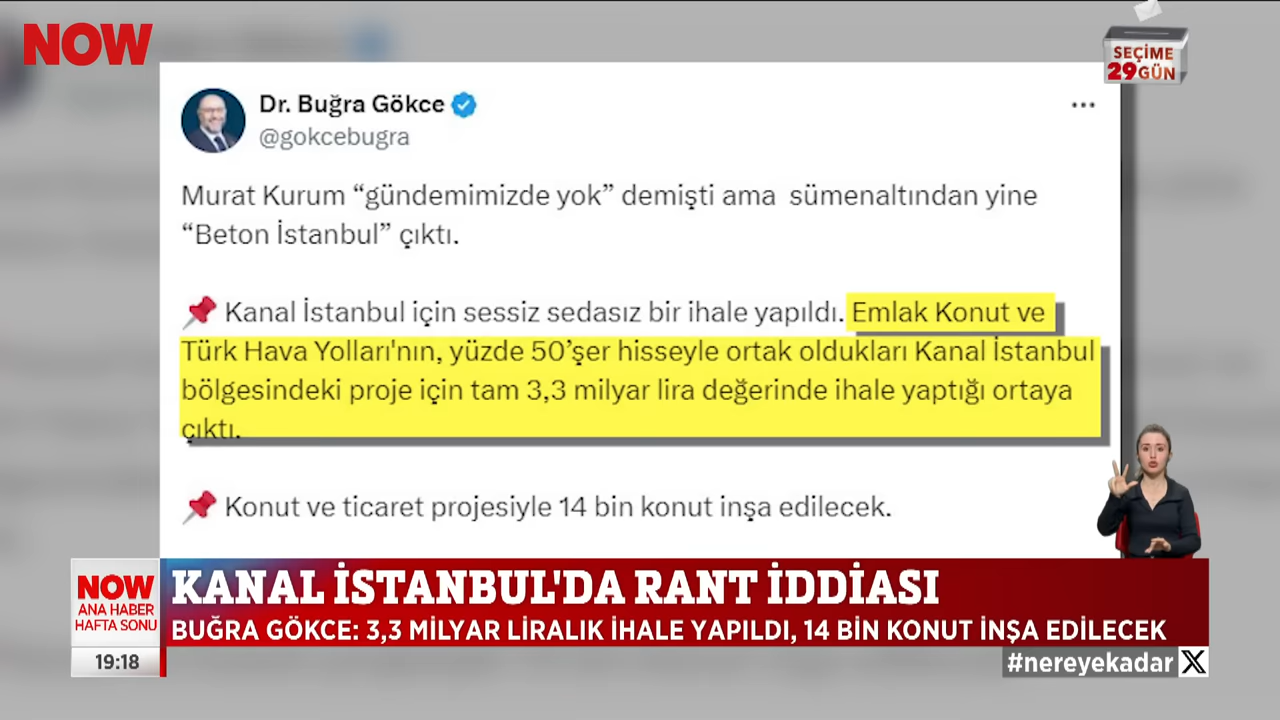 NOW
SEÇİME
29 GÜN
Dr. Buğra Gökce
@gokcebugra
Murat Kurum “gündemimizde yok” demişti ama sümenaltından yine
“Beton İstanbul” çıktı.
📌 Kanal İstanbul için sessiz sedasız bir ihale yapıldı. Emlak Konut ve
Türk Hava Yolları'nın, yüzde 50’şer hisseyle ortak oldukları Kanal İstanbul
bölgesindeki proje için tam 3,3 milyar lira değerinde ihale yaptığı ortaya
çıktı.
📌 Konut ve ticaret projesiyle 14 bin konut inşa edilecek.
NOW
ANA HABER
HAFTA SONU
19:18
KANAL İSTANBUL'DA RANT İDDİASI
BUĞRA GÖKCE: 3,3 MİLYAR LİRALIK İHALE YAPILDI, 14 BİN KONUT İNŞA EDİLECEK
#nereyekadar X